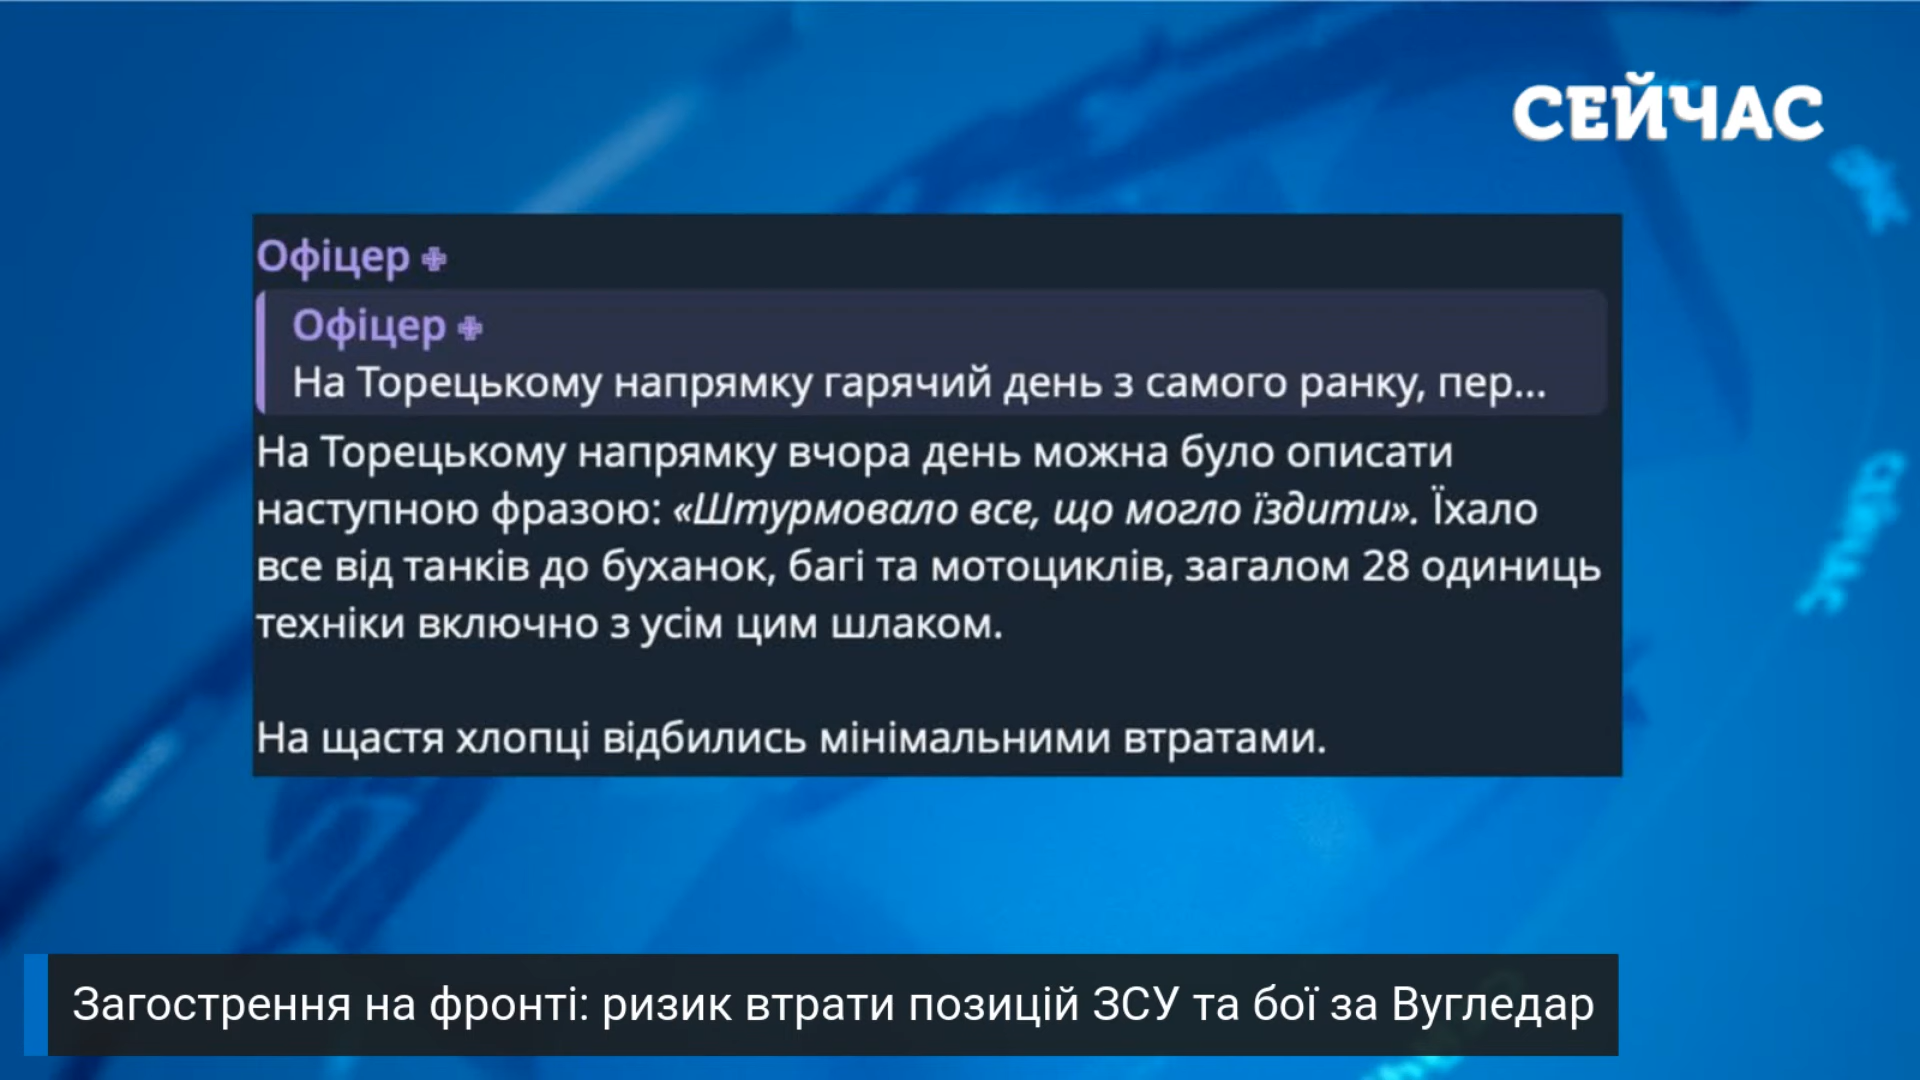 СЕЙЧАС
Офіцер
Офіцер
На Торецькому напрямку гарячий день з самого ранку, пер...
На Торецькому напрямку вчора день можна було описати
наступною фразою: «Штурмовало все, що могло їздити». Їхало
все від танків до буханок, багі та мотоциклів, загалом 28 одиниць
техніки включно з усім цим шлаком.
На щастя хлопці відбились мінімальними втратами.
Загострення на фронті: ризик втрати позицій ЗСУ та бої за Вугледар